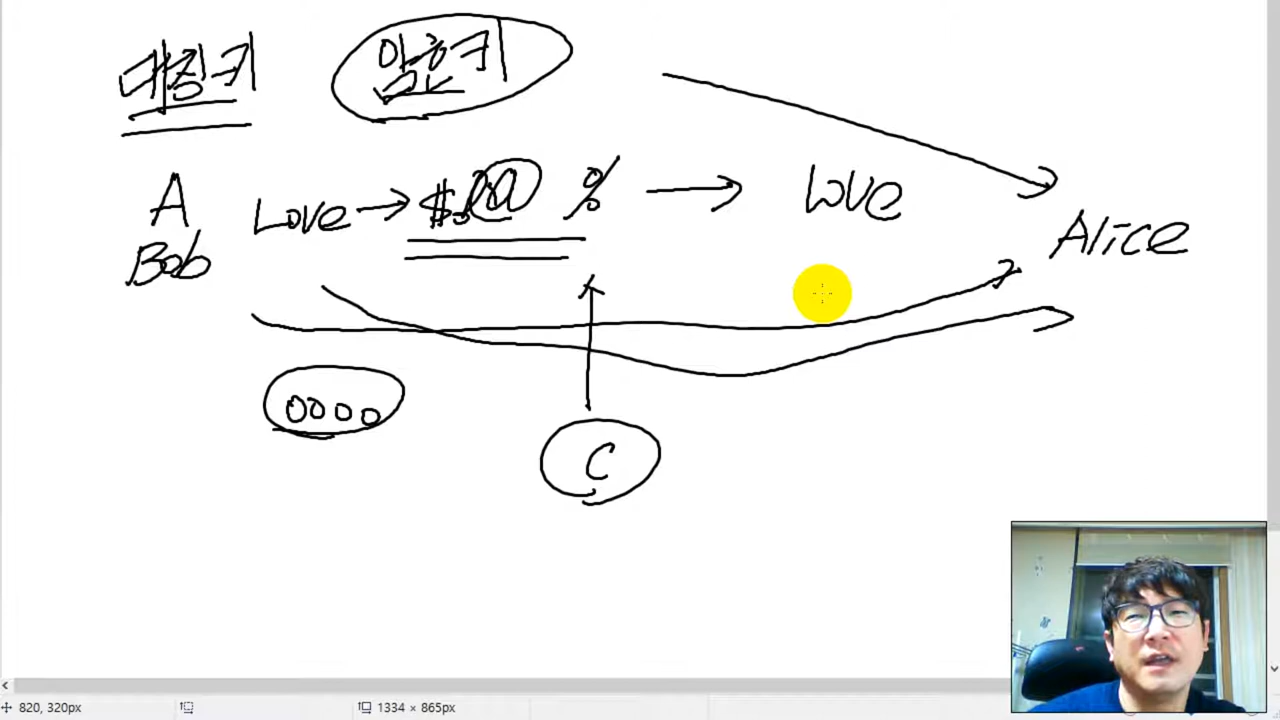 대칭키 암호키
A Love → $@@ % → Love
Bob Alice
0000
C
820, 320px 1334 × 865px